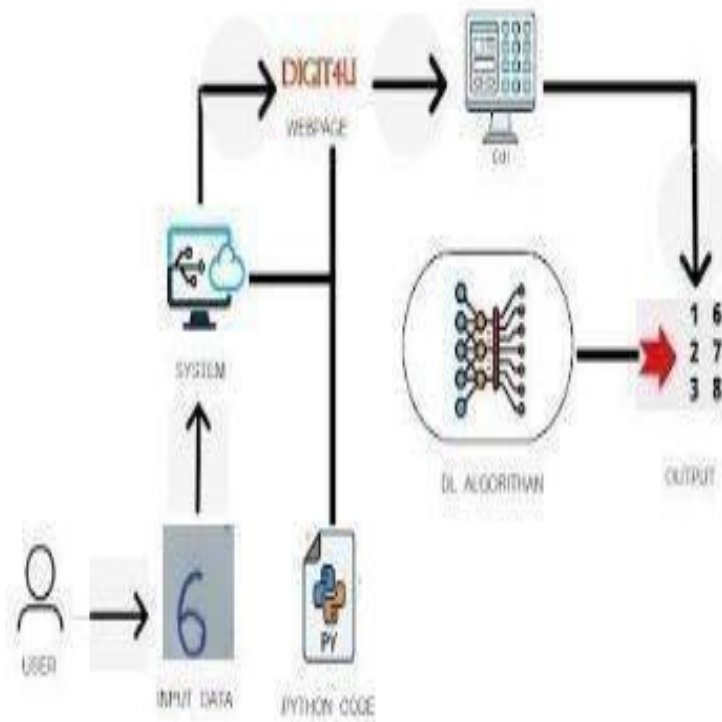 DIGIT4U
WEBPAGE
GUI
SYSTEM
1 6
2 7
3 8
DL ALGORITHAN
OUTPUT
6
PY
USER
INPUT DATA
PYTHON CODE